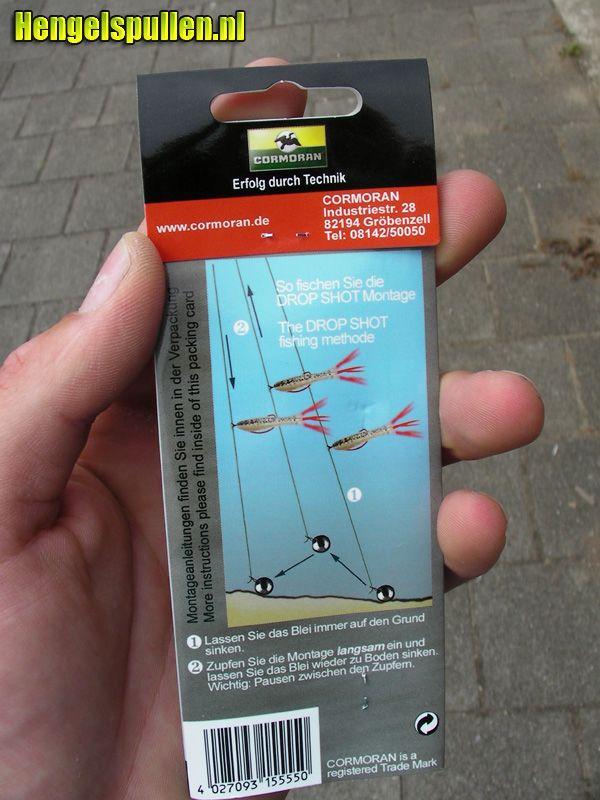 Hengelspullen.nl
CORMORAN
Erfolg durch Technik
www.cormoran.de
CORMORAN
Industriestr. 28
82194 Gröbenzell
Tel: 08142/50050
Montageanleitungen finden Sie innen in der Verpackung
More instructions please find inside of this packing card
So fischen Sie die
DROP SHOT Montage
The DROP SHOT
fishing methode
2
1
1 Lassen Sie das Blei immer auf den Grund
sinken.
2 Zupfen Sie die Montage langsam ein und
lassen Sie das Blei wieder zu Boden sinken.
Wichtig: Pausen zwischen den Zupfern.
4 027093 155550
CORMORAN is a
registered Trade Mark